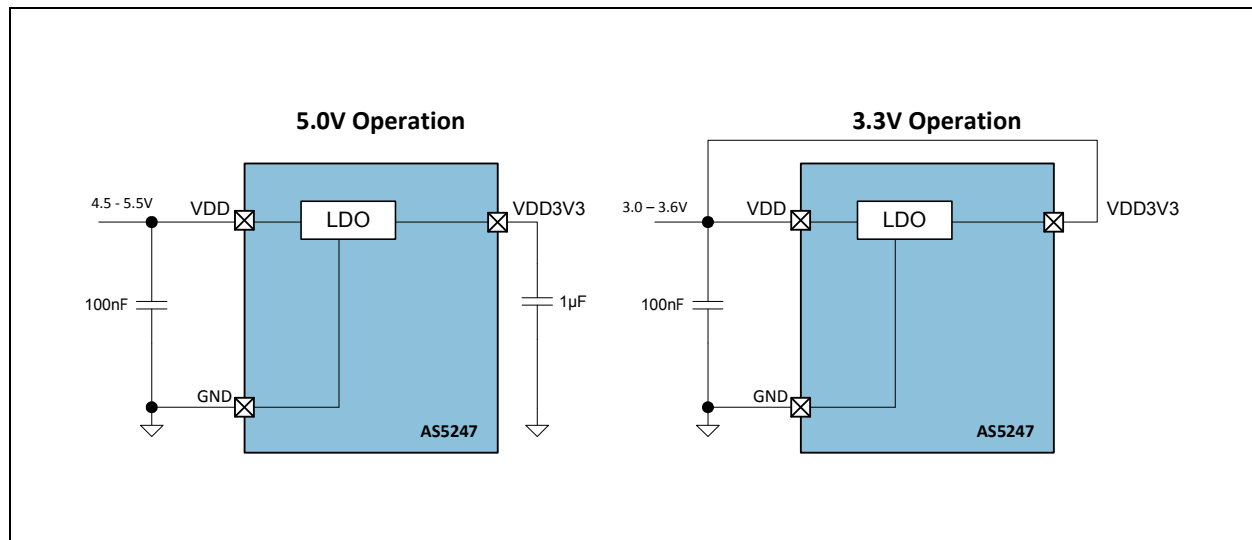 5.0V Operation
4.5 - 5.5V
VDD
LDO
VDD3V3
100nF
1µF
GND
AS5247
3.3V Operation
3.0 – 3.6V
VDD
LDO
VDD3V3
100nF
GND
AS5247